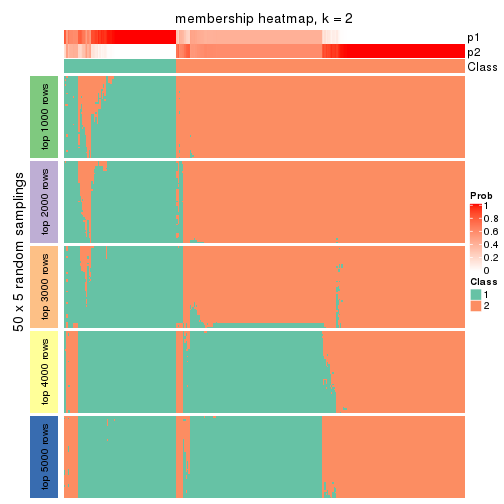 membership heatmap, k = 2
p1
p2
Class
50 x 5 random samplings
top 1000 rows
top 2000 rows
top 3000 rows
top 4000 rows
top 5000 rows
Prob
1
0.8
0.6
0.4
0.2
0
Class
1
2